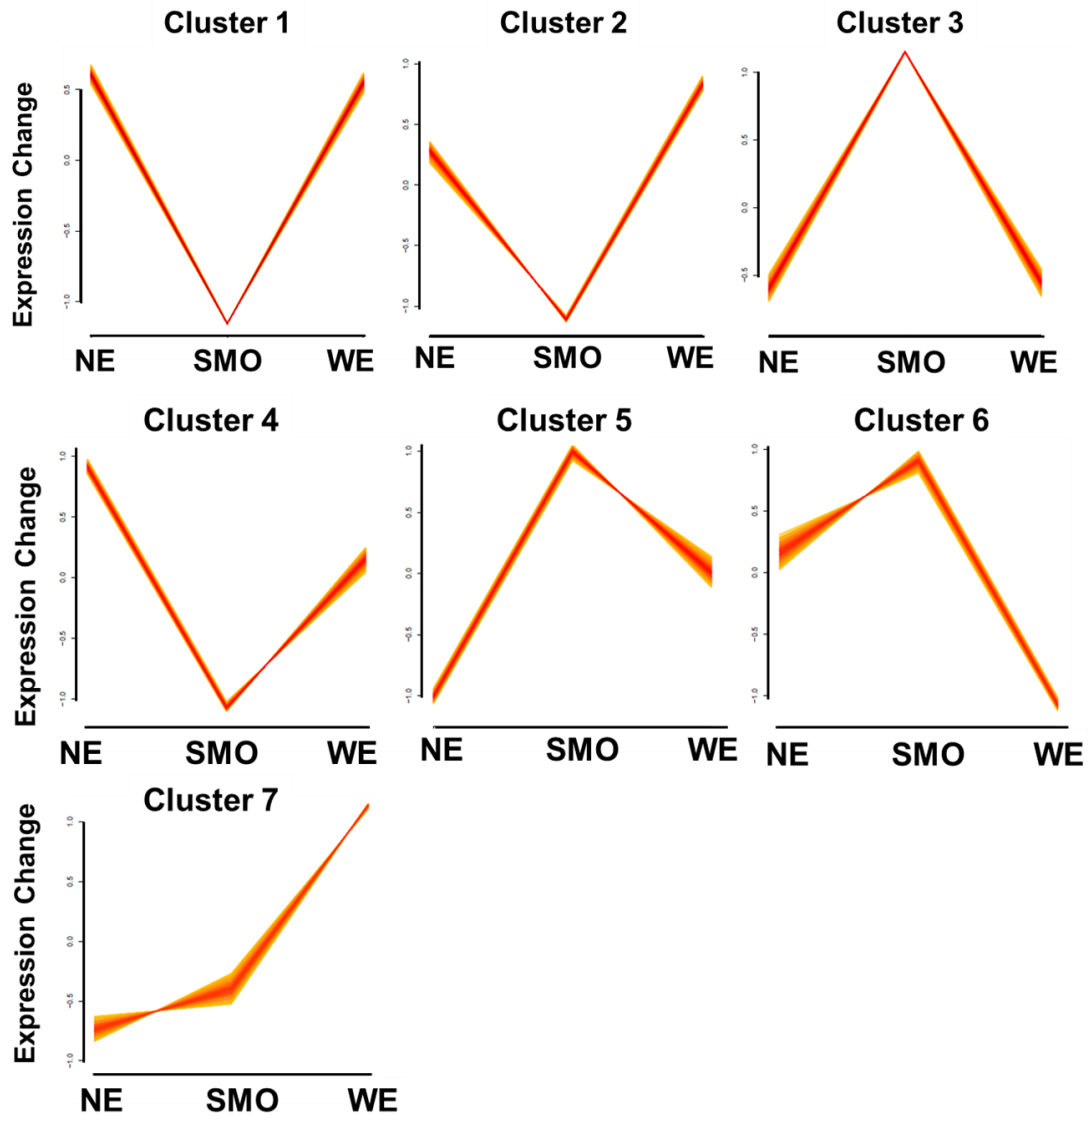 Cluster 1
Cluster 2
Cluster 3
Expression Change
0.5
0.0
−0.5
−1.0
1.0
0.5
0.0
−0.5
−1.0
1.0
0.5
0.0
−0.5
NE SMO WE
NE SMO WE
NE SMO WE
Cluster 4
Cluster 5
Cluster 6
Expression Change
1.0
0.5
0.0
−0.5
−1.0
1.0
0.5
0.0
−0.5
−1.0
1.0
0.5
0.0
−0.5
−1.0
NE SMO WE
NE SMO WE
NE SMO WE
Cluster 7
Expression Change
1.0
0.5
0.0
−0.5
−1.0
NE SMO WE